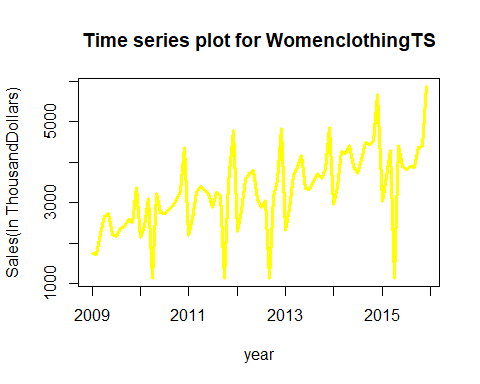 Time series plot for WomenclothingTS
Sales(In ThousandDollars)
5000
3000
1000
2009 2011 2013 2015
year